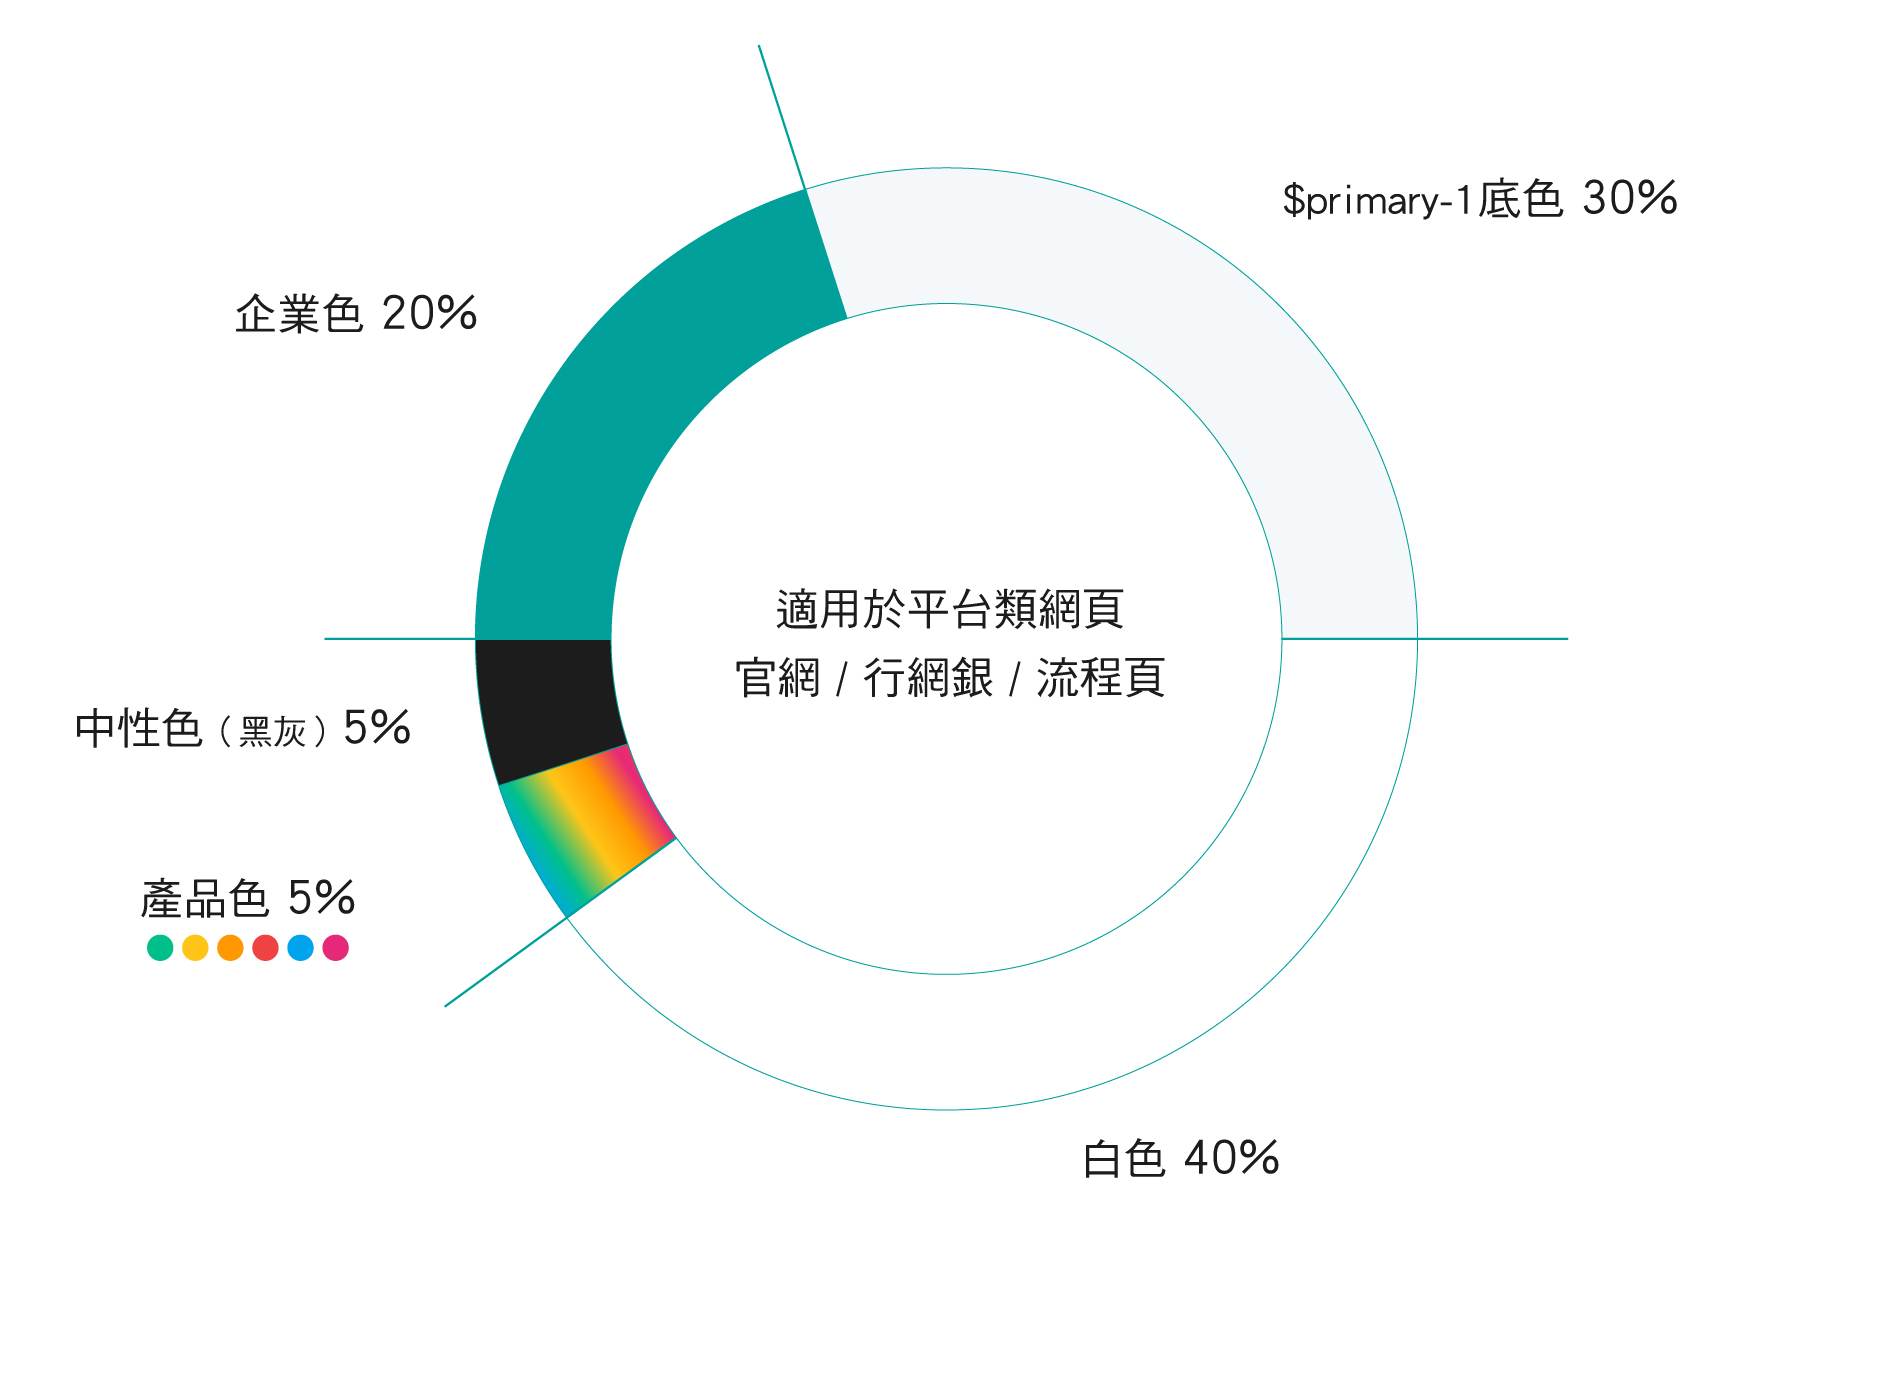 $primary-1底色 30%
企業色 20%
適用於平台類網頁
官網 / 行網銀 / 流程頁
中性色（黑灰）5%
產品色 5%
白色 40%